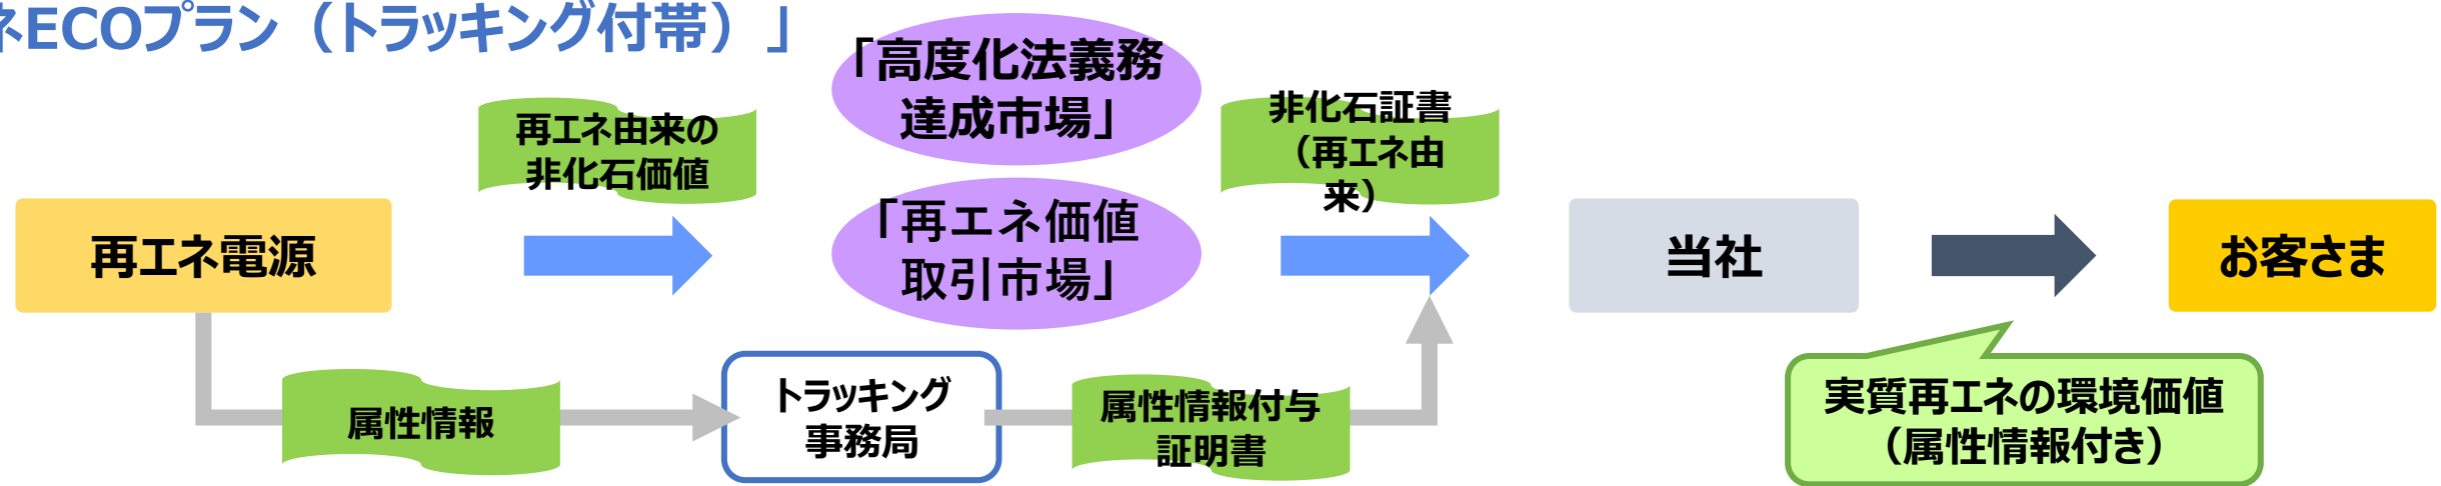 ネECOプラン（トラッキング付帯）」
「高度化法義務
達成市場」
再エネ由来の
非化石価値
非化石証書
（再エネ由
来）
再エネ電源
「再エネ価値
取引市場」
当社
お客さま
属性情報
トラッキング
事務局
属性情報付与
証明書
実質再エネの環境価値
（属性情報付き）